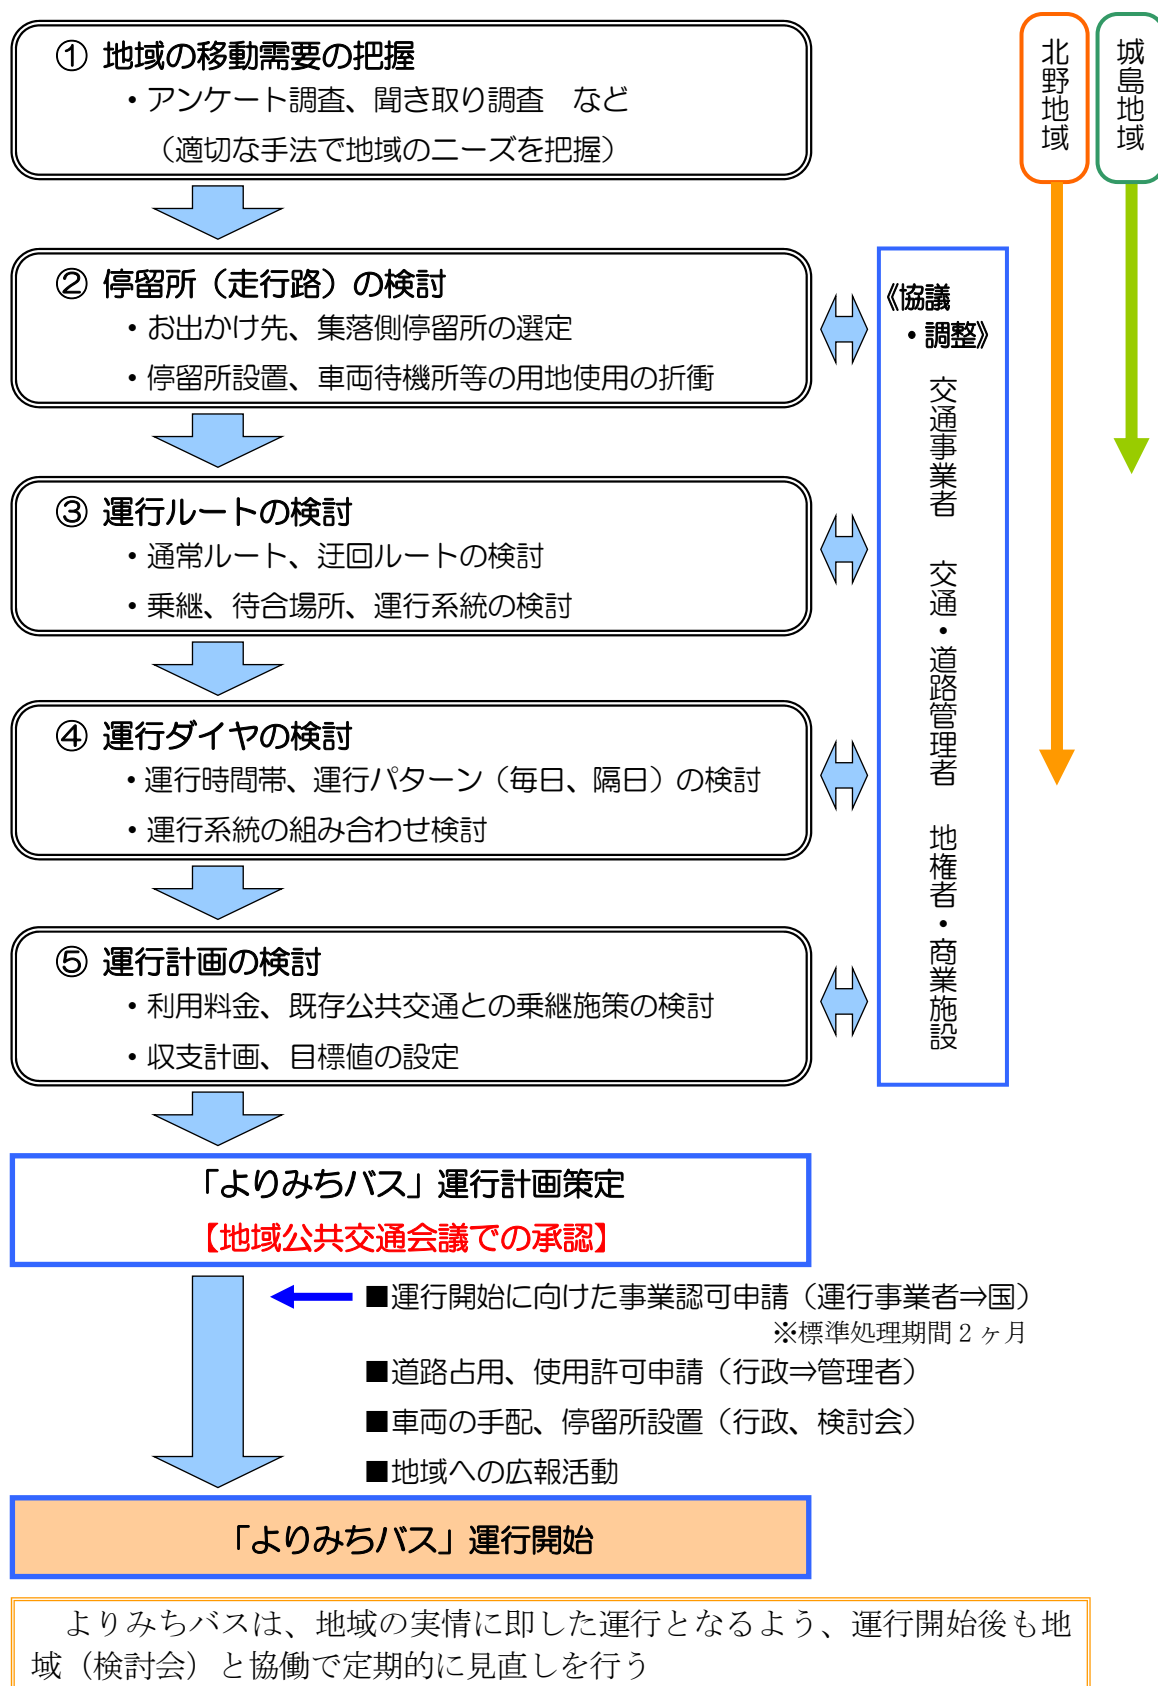 ① 地域の移動需要の把握
・アンケート調査、聞き取り調査　など
（適切な手法で地域のニーズを把握）
② 停留所（走行路）の検討
・お出かけ先、集落側停留所の選定
・停留所設置、車両待機所等の用地使用の折衝
③ 運行ルートの検討
・通常ルート、迂回ルートの検討
・乗継、待合場所、運行系統の検討
④ 運行ダイヤの検討
・運行時間帯、運行パターン（毎日、隔日）の検討
・運行系統の組み合わせ検討
⑤ 運行計画の検討
・利用料金、既存公共交通との乗継施策の検討
・収支計画、目標値の設定
《協議
・調整》
交通事業者　交通・道路管理者　地権者・商業施設
北野地域
城島地域
「よりみちバス」運行計画策定
【地域公共交通会議での承認】
■運行開始に向けた事業認可申請（運行事業者⇒国）
※標準処理期間２ヶ月
■道路占用、使用許可申請（行政⇒管理者）
■車両の手配、停留所設置（行政、検討会）
■地域への広報活動
「よりみちバス」運行開始
よりみちバスは、地域の実情に即した運行となるよう、運行開始後も地
域（検討会）と協働で定期的に見直しを行う